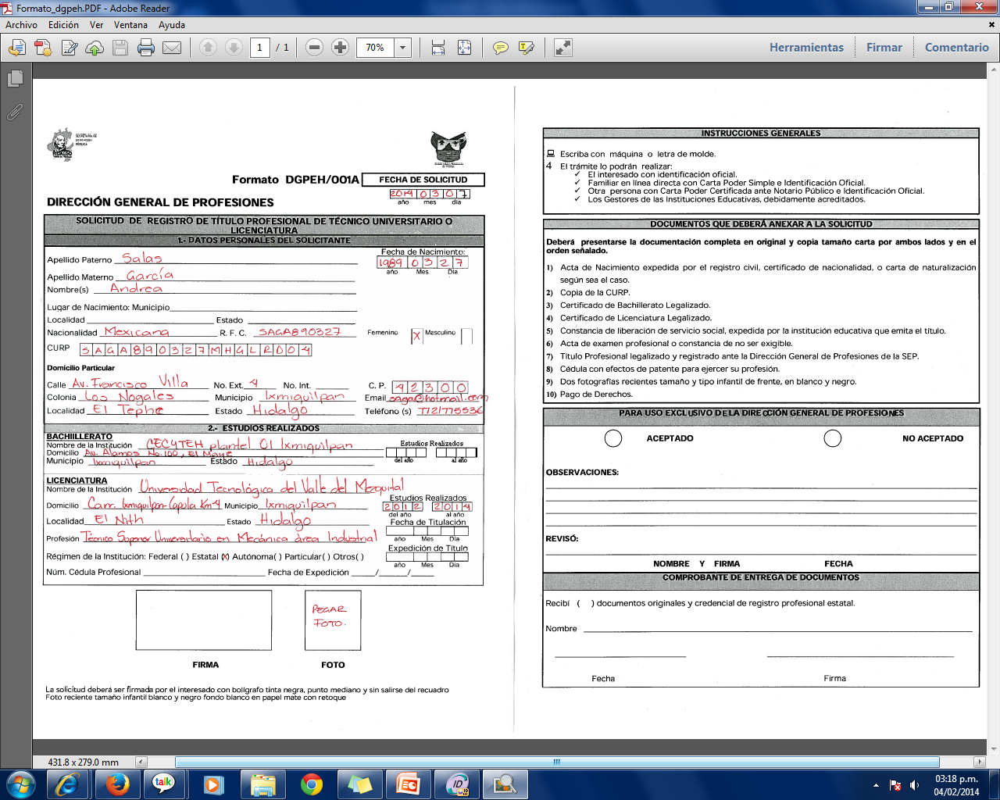 Formato_dgpeh.PDF - Adobe Reader
Archivo Edición Ver Ventana Ayuda
1 / 1 70% Herramientas Firmar Comentario
SECRETARÍA DE EDUCACIÓN PÚBLICA
HIDALGO
Formato DGPEH/001A FECHA DE SOLICITUD
2014 03 07
año mes día
DIRECCIÓN GENERAL DE PROFESIONES
SOLICITUD DE REGISTRO DE TÍTULO PROFESIONAL DE TÉCNICO UNIVERSITARIO O LICENCIATURA
1.- DATOS PERSONALES DEL SOLICITANTE
Apellido Paterno Salas Fecha de Nacimiento:
1989 03 27
Apellido Materno García año Mes Día
Nombre(s) Andrea
Lugar de Nacimiento: Municipio
Localidad Estado
Nacionalidad Mexicana R. F. C. SAGA890327 Femenino X Masculino
CURP SAGA890327MHGLRD04
Domicilio Particular
Calle Av. Francisco Villa No. Ext. 4 No. Int. C. P. 42300
Colonia Los Nogales Municipio Ixmiquilpan Email saga@hotmail.com
Localidad El Tephe Estado Hidalgo Teléfono (s) 7721775536
2.- ESTUDIOS REALIZADOS
BACHIILLERATO
Nombre de la Institución CECYTEH plantel 01 Ixmiquilpan Estudios Realizados
Domicilio Av. Álamos No. 100, El Maye
Municipio Ixmiquilpan Estado Hidalgo del año al año
LICENCIATURA
Nombre de la Institución Universidad Tecnológica del Valle del Mezquital
Estudios Realizados
Domicilio Carr. Ixmiquilpan-Capula Km-4 Municipio Ixmiquilpan 2012 2014
del año al año
Localidad El Nith Estado Hidalgo Fecha de Titulación
Profesión Técnico Superior Universitario en Mecánica área Industrial año Mes Día
Expedición de Título
Régimen de la Institución: Federal ( ) Estatal (X) Autónoma( ) Particular( ) Otros( )
año Mes Día
Núm. Cédula Profesional Fecha de Expedición / /
PEGAR
FOTO.
FIRMA FOTO
La solicitud deberá ser firmada por el interesado con bolígrafo tinta negra, punto mediano y sin salirse del recuadro
Foto reciente tamaño infantil blanco y negro fondo blanco en papel mate con retoque
INSTRUCCIONES GENERALES
Escriba con máquina o letra de molde.
4 El trámite lo podrán realizar:
✓ El interesado con identificación oficial.
✓ Familiar en línea directa con Carta Poder Simple e Identificación Oficial.
✓ Otra persona con Carta Poder Certificada ante Notario Público e Identificación Oficial.
✓ Los Gestores de las Instituciones Educativas, debidamente acreditados.
DOCUMENTOS QUE DEBERÁ ANEXAR A LA SOLICITUD
Deberá presentarse la documentación completa en original y copia tamaño carta por ambos lados y en el
orden señalado.
1) Acta de Nacimiento expedida por el registro civil, certificado de nacionalidad, o carta de naturalización
según sea el caso.
2) Copia de la CURP.
3) Certificado de Bachillerato Legalizado.
4) Certificado de Licenciatura Legalizado.
5) Constancia de liberación de servicio social, expedida por la institución educativa que emita el título.
6) Acta de examen profesional o constancia de no ser exigible.
7) Título Profesional legalizado y registrado ante la Dirección General de Profesiones de la SEP.
8) Cédula con efectos de patente para ejercer su profesión.
9) Dos fotografías recientes tamaño y tipo infantil de frente, en blanco y negro.
10) Pago de Derechos.
PARA USO EXCLUSIVO DE LA DIRECCIÓN GENERAL DE PROFESIONES
ACEPTADO NO ACEPTADO
OBSERVACIONES:
REVISÓ:
NOMBRE Y FIRMA FECHA
COMPROBANTE DE ENTREGA DE DOCUMENTOS
Recibí ( ) documentos originales y credencial de registro profesional estatal.
Nombre
Fecha Firma
431.8 x 279.0 mm
talk
ID
03:18 p.m.
04/02/2014